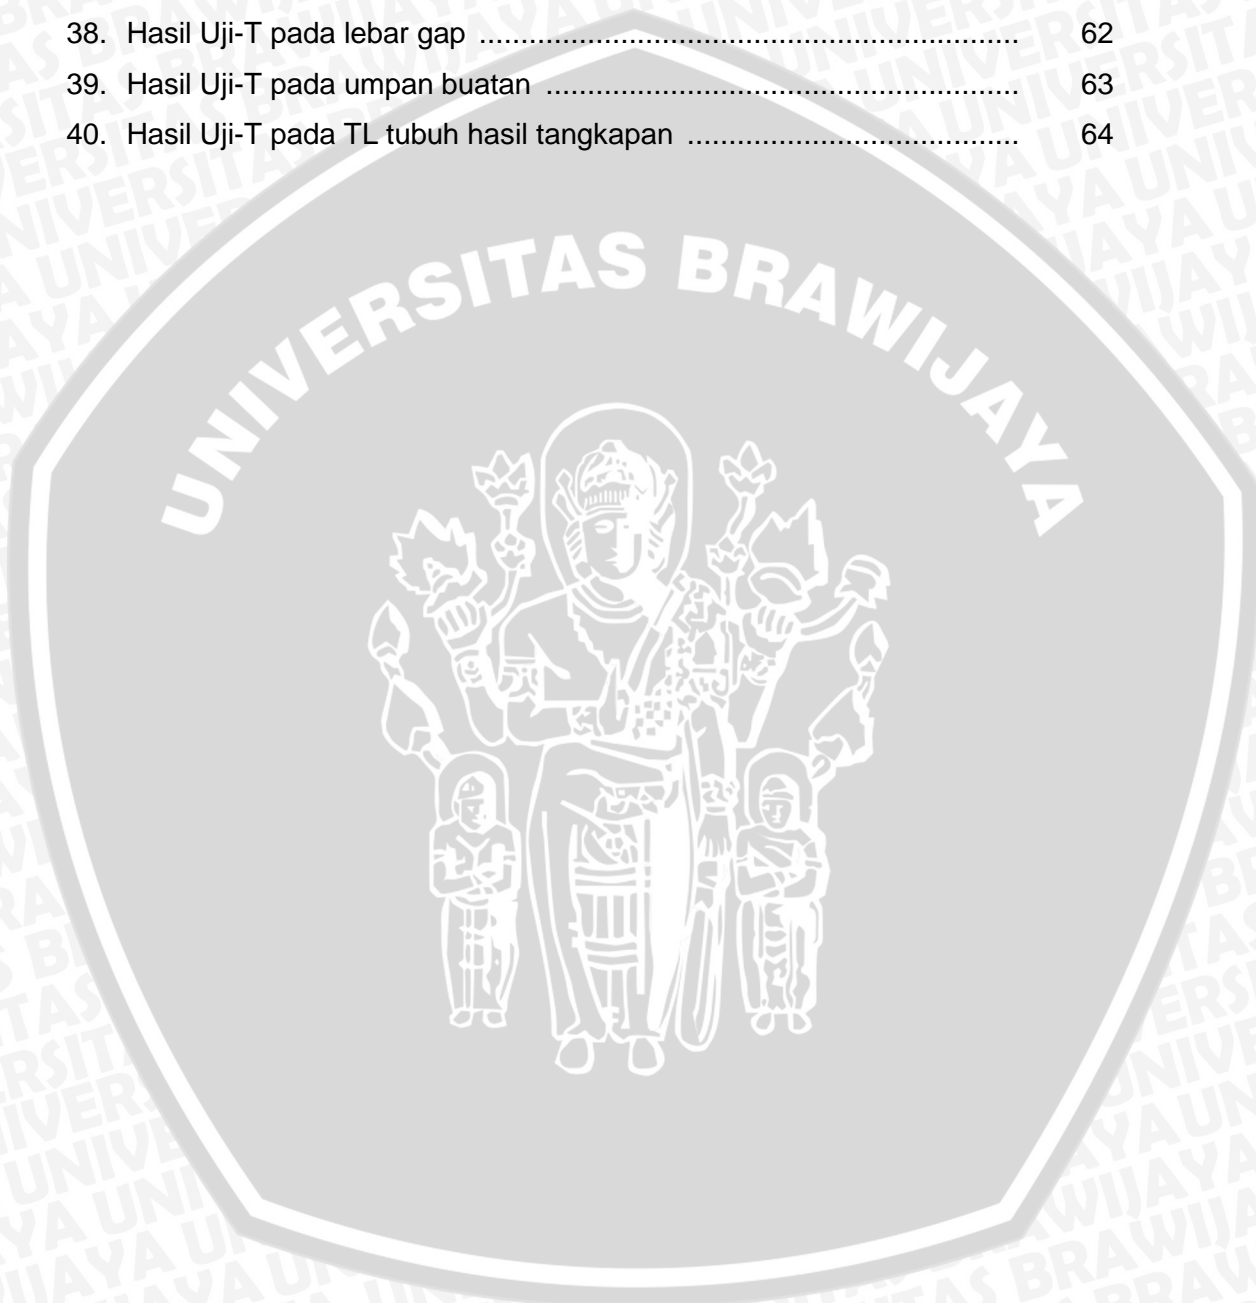 38. Hasil Uji-T pada lebar gap .................................................................. 62
39. Hasil Uji-T pada umpan buatan .......................................................... 63
40. Hasil Uji-T pada TL tubuh hasil tangkapan ......................................... 64
UNIVERSITAS BRAWIJAYA